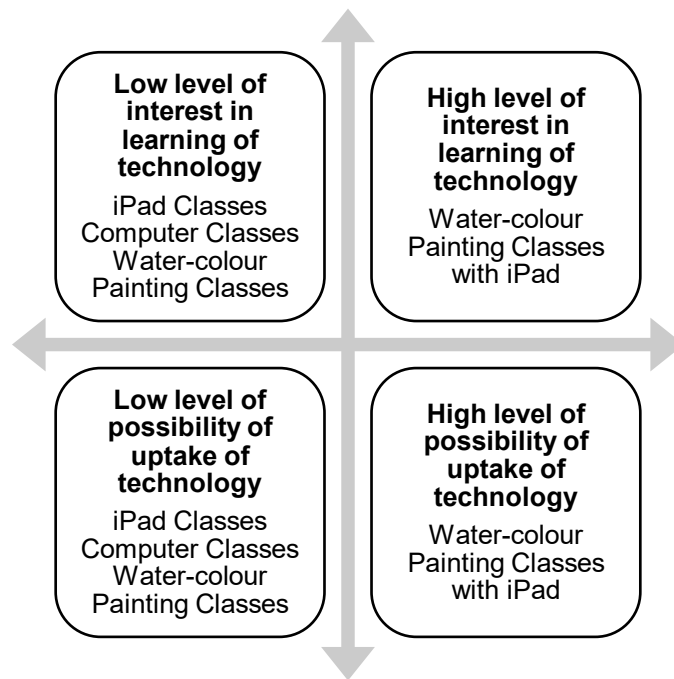 Low level of
interest in
learning of
technology
iPad Classes
Computer Classes
Water-colour
Painting Classes
High level of
interest in
learning of
technology
Water-colour
Painting Classes
with iPad
Low level of
possibility of
uptake of
technology
iPad Classes
Computer Classes
Water-colour
Painting Classes
High level of
possibility of
uptake of
technology
Water-colour
Painting Classes
with iPad